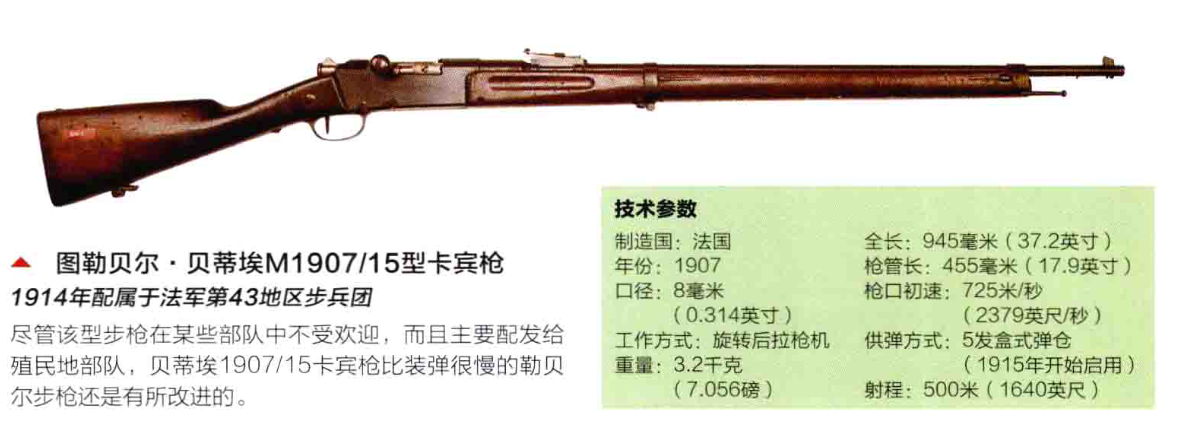 图勒贝尔·贝蒂埃M1907/15型卡宾枪
1914年配属于法军第43地区步兵团
尽管该型步枪在某些部队中不受欢迎，而且主要配发给
殖民地部队，贝蒂埃1907/15卡宾枪比装弹很慢的勒贝
尔步枪还是有所改进的。
技术参数
制造国：法国
年份：1907
口径：8毫米
（0.314英寸）
工作方式：旋转后拉枪机
重量：3.2千克
（7.056磅）
全长：945毫米（37.2英寸）
枪管长：455毫米（17.9英寸）
枪口初速：725米/秒
（2379英尺/秒）
供弹方式：5发盒式弹仓
（1915年开始启用）
射程：500米（1640英尺）